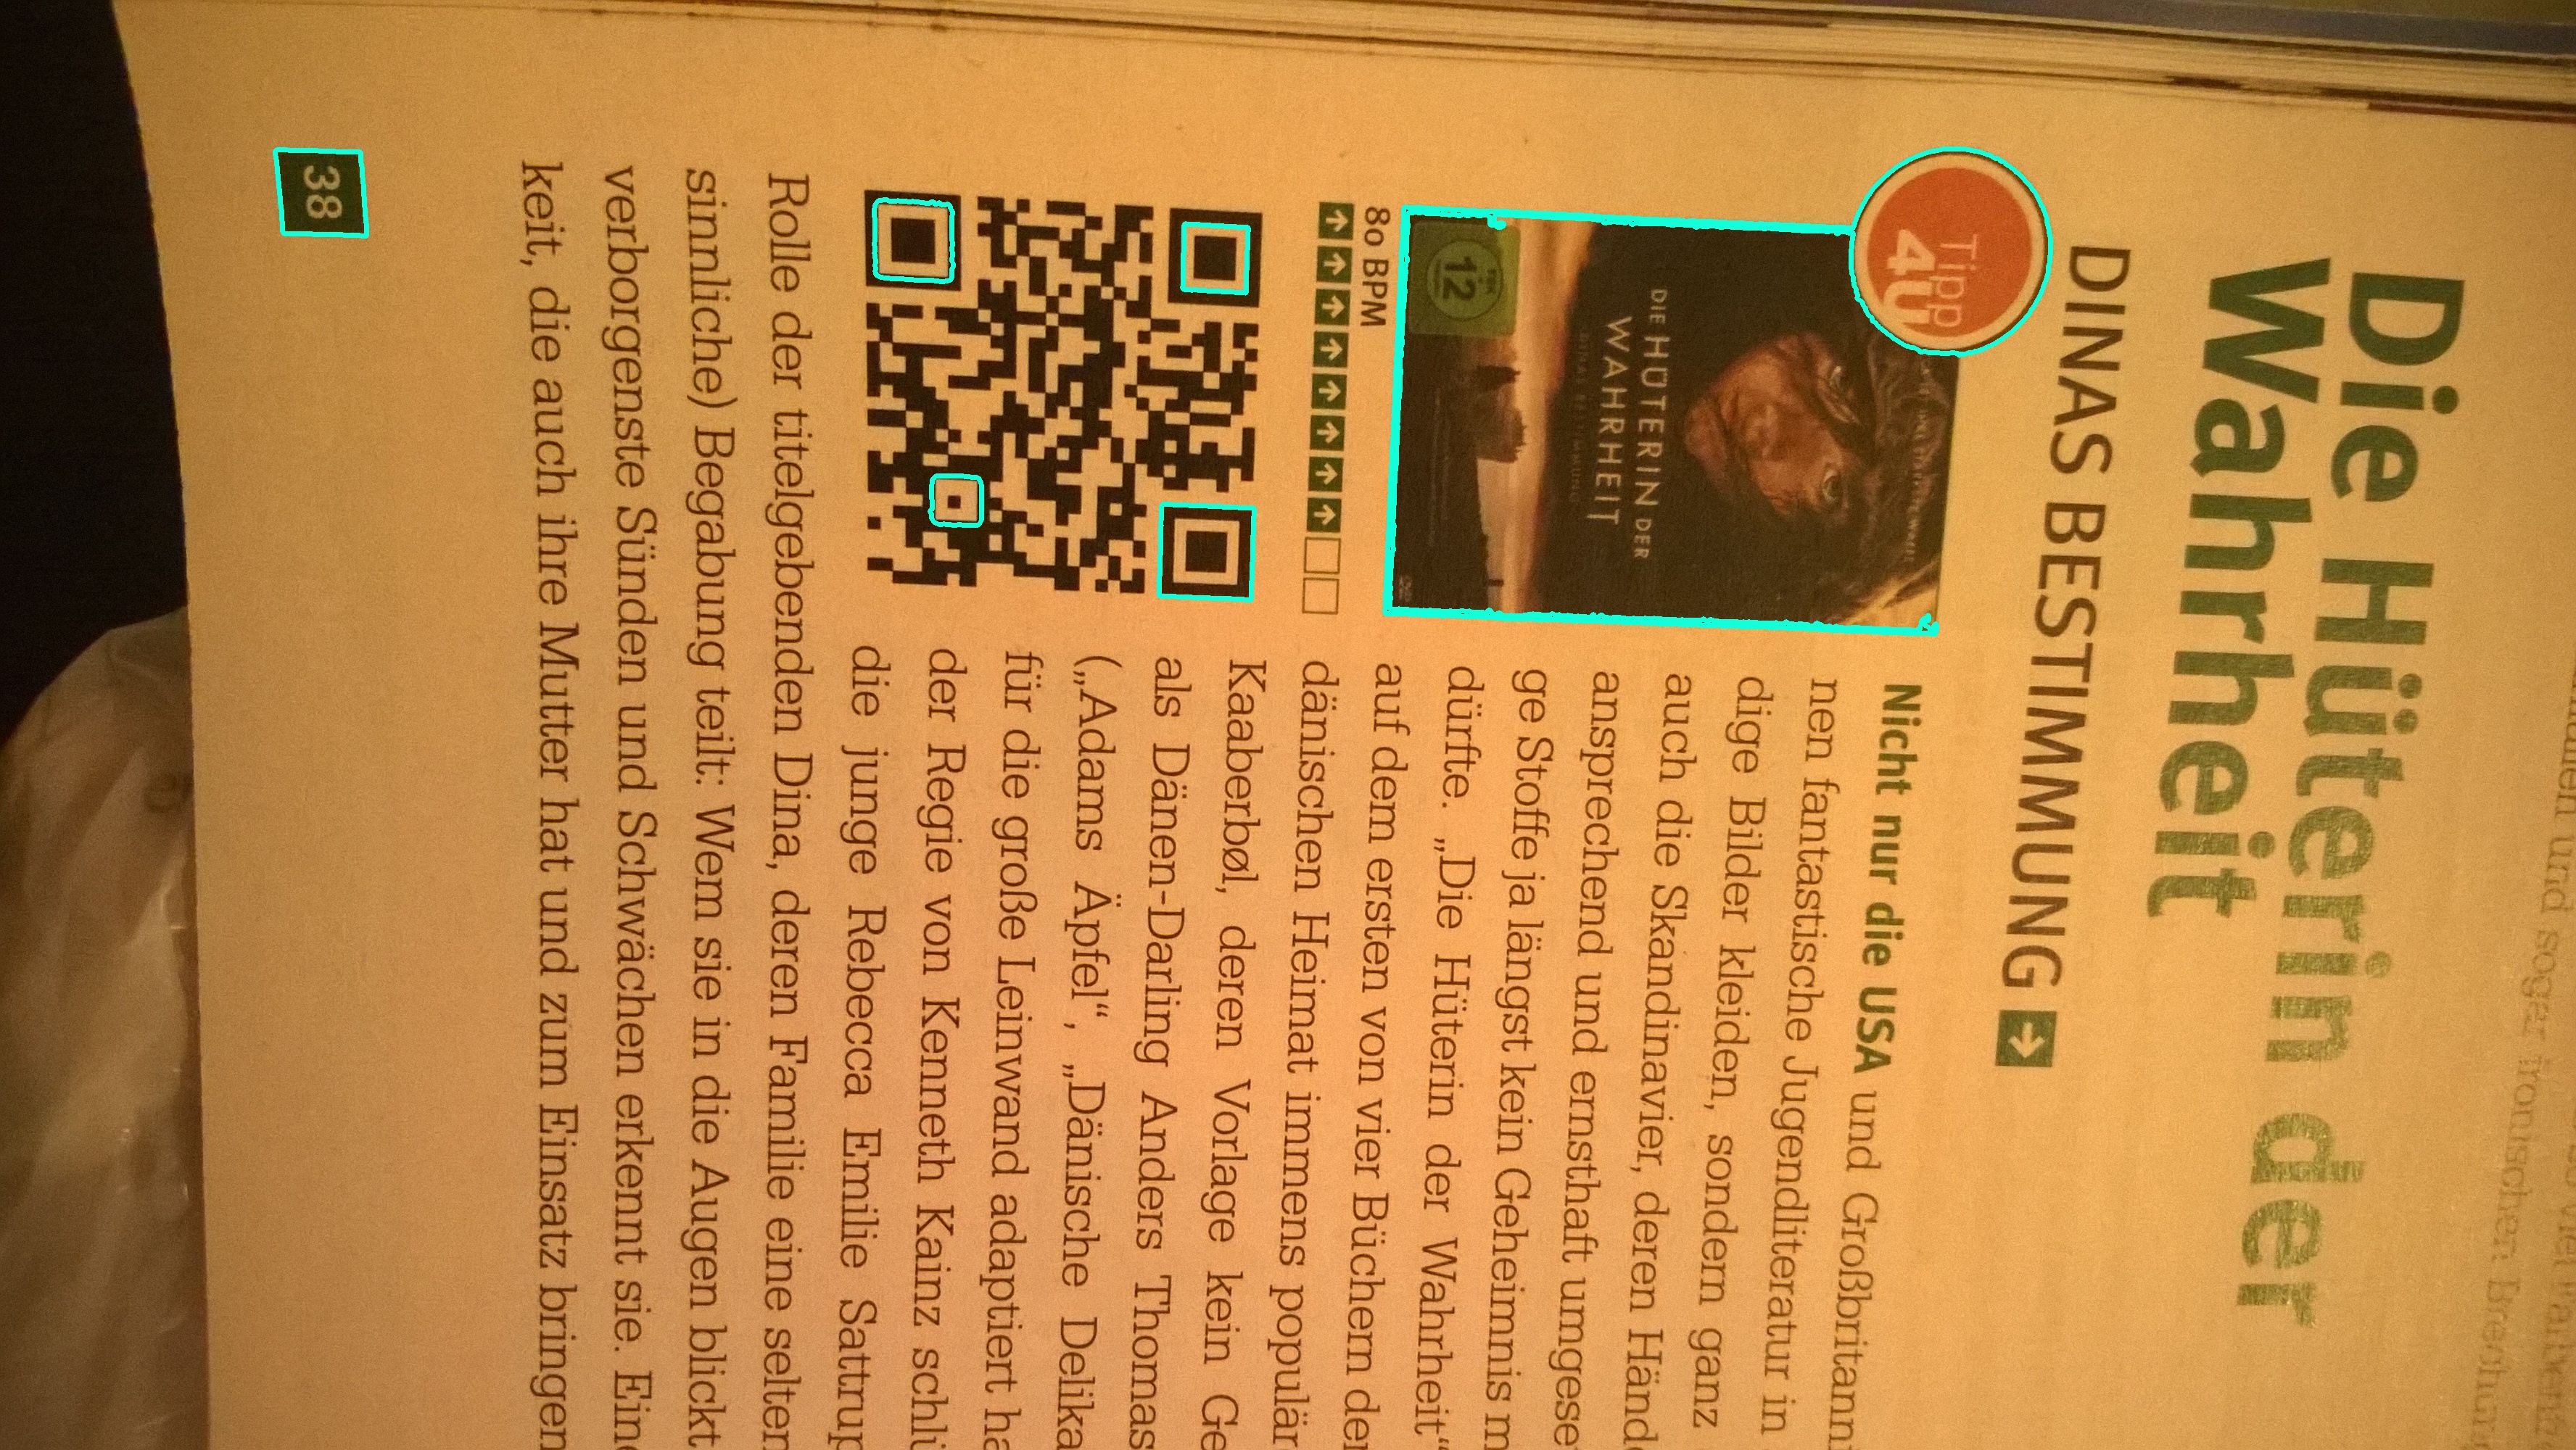 Die Hüterin der
Wahrheit
DINAS BESTIMMUNG
Tipp
4U
DIE HÜTERIN DER
WAHRHEIT
DINAS BESTIMMUNG
12
80 BPM
Nicht nur die USA und Großbritann
nen fantastische Jugendliteratur in
dige Bilder kleiden, sondern ganz
auch die Skandinavier, deren Händ
ansprechend und ernsthaft umgese
ge Stoffe ja längst kein Geheimnis m
dürfte. „Die Hüterin der Wahrheit“
auf dem ersten von vier Büchern der
dänischen Heimat immens populär
Kaaberbøl, deren Vorlage kein Ge
als Dänen-Darling Anders Thomas
(„Adams Äpfel“, „Dänische Delika
für die große Leinwand adaptiert ha
der Regie von Kenneth Kainz schlü
die junge Rebecca Emilie Sattrup
Rolle der titelgebenden Dina, deren Familie eine selten
sinnliche) Begabung teilt: Wem sie in die Augen blickt
verborgenste Sünden und Schwächen erkennt sie. Eine
keit, die auch ihre Mutter hat und zum Einsatz bringen
38